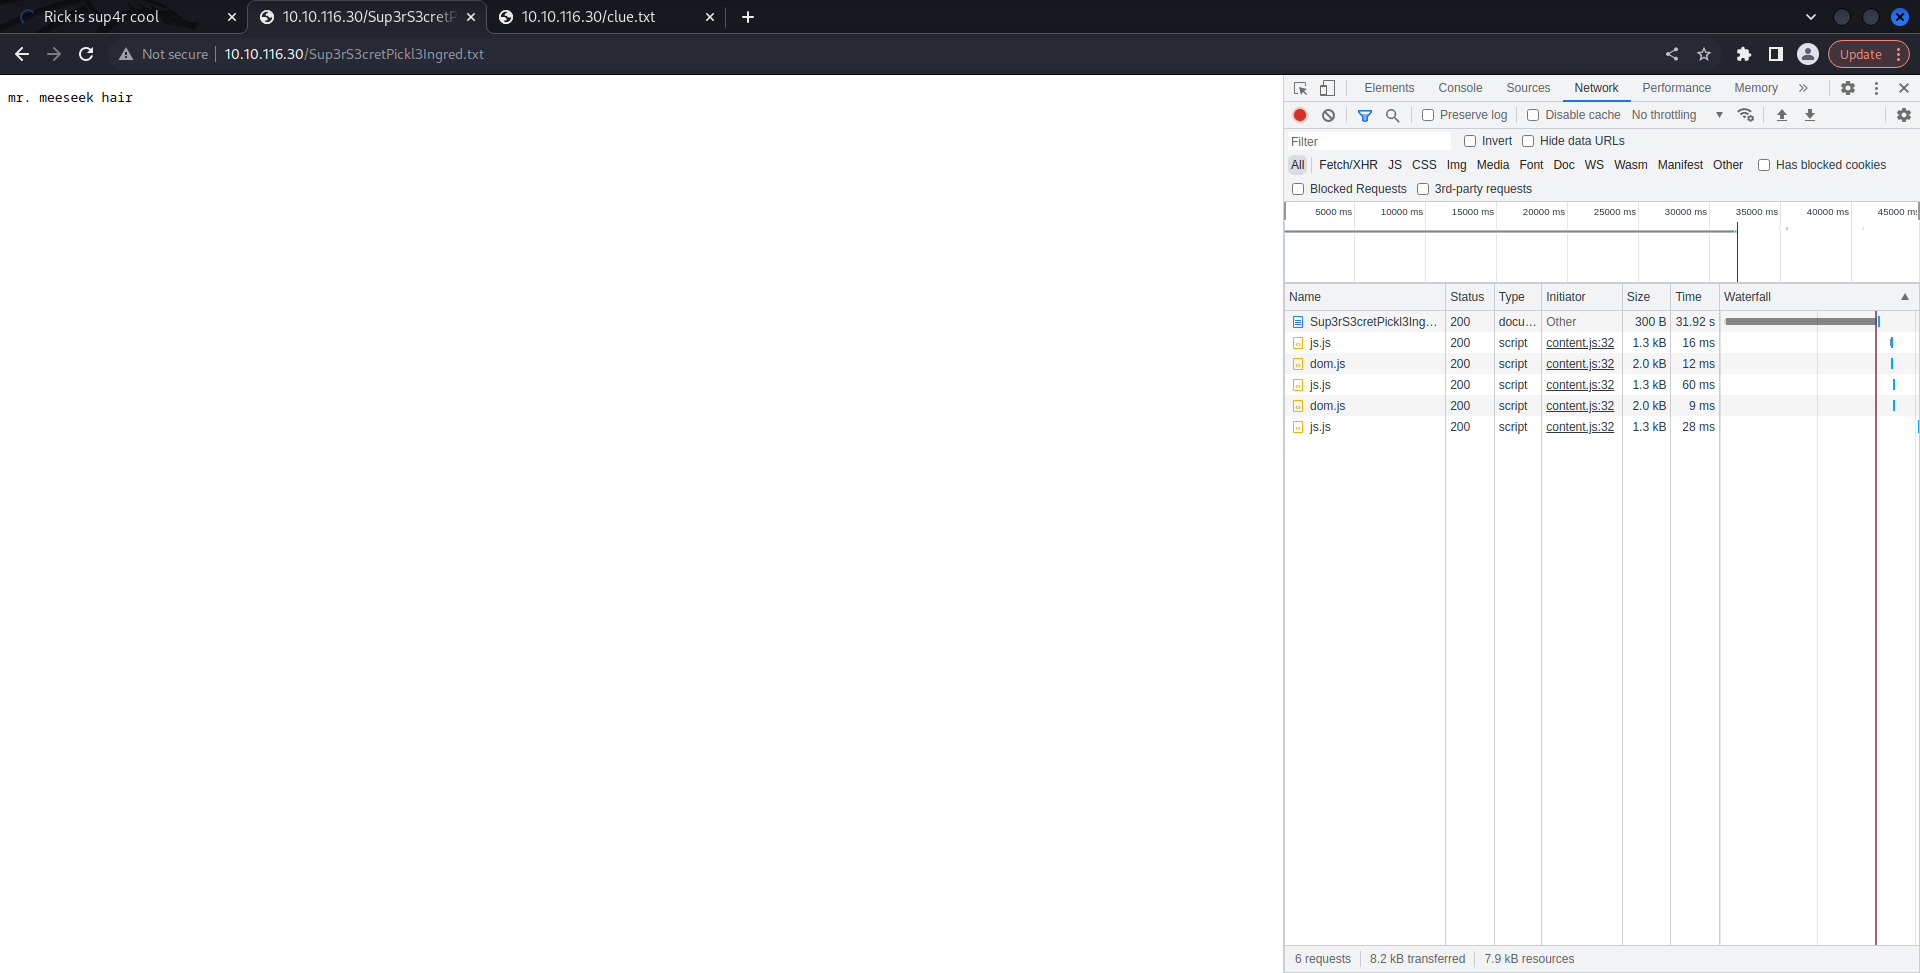 Rick is sup4r cool
10.10.116.30/Sup3rS3cretP
10.10.116.30/clue.txt
Not secure
10.10.116.30/Sup3rS3cretPickl3Ingred.txt
Update
mr. meeseek hair
Elements Console Sources Network Performance Memory
Preserve log Disable cache No throttling
Filter Invert Hide data URLs
All Fetch/XHR JS CSS Img Media Font Doc WS Wasm Manifest Other Has blocked cookies
Blocked Requests 3rd-party requests
5000 ms 10000 ms 15000 ms 20000 ms 25000 ms 30000 ms 35000 ms 40000 ms 45000 ms
Name Status Type Initiator Size Time Waterfall
Sup3rS3cretPickl3Ing… 200 docu… Other 300 B 31.92 s
js.js 200 script content.js:32 1.3 kB 16 ms
dom.js 200 script content.js:32 2.0 kB 12 ms
js.js 200 script content.js:32 1.3 kB 60 ms
dom.js 200 script content.js:32 2.0 kB 9 ms
js.js 200 script content.js:32 1.3 kB 28 ms
6 requests 8.2 kB transferred 7.9 kB resources